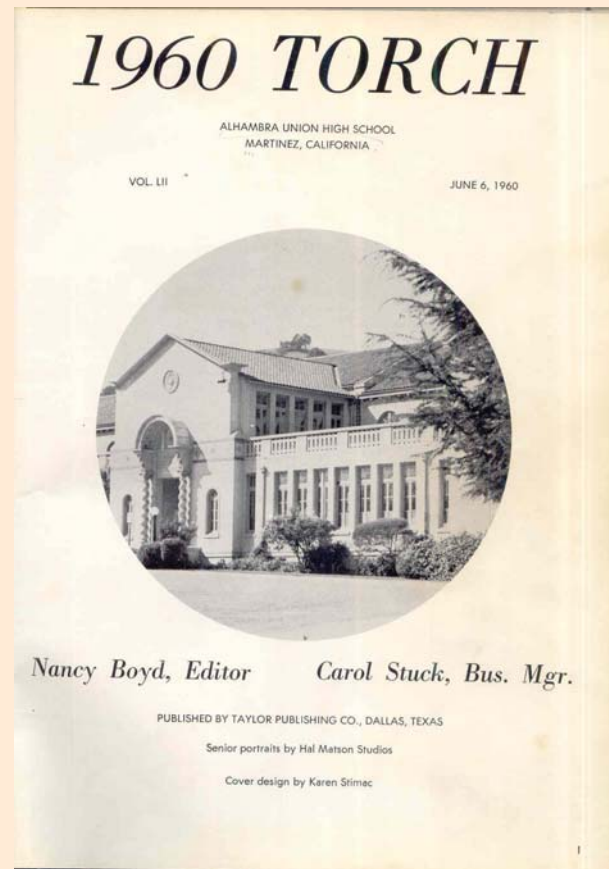 1960 TORCH
ALHAMBRA UNION HIGH SCHOOL
MARTINEZ, CALIFORNIA
VOL. LII JUNE 6, 1960
Nancy Boyd, Editor Carol Stuck, Bus. Mgr.
PUBLISHED BY TAYLOR PUBLISHING CO., DALLAS, TEXAS
Senior portraits by Hal Matson Studios
Cover design by Karen Stimac
1